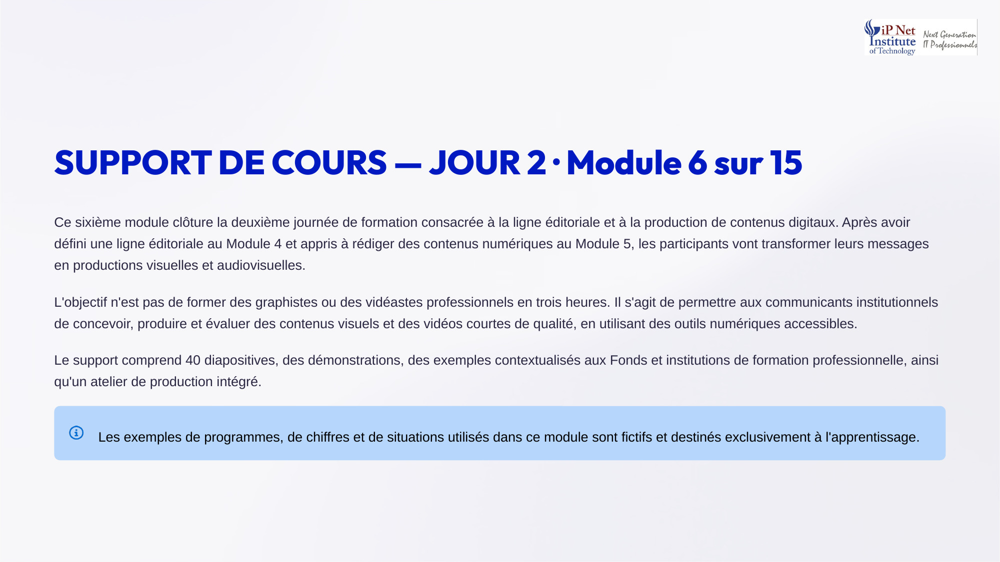 iP Net
Institute
of Technology
Next Generation
IT Professionnels
SUPPORT DE COURS — JOUR 2 · Module 6 sur 15
Ce sixième module clôture la deuxième journée de formation consacrée à la ligne éditoriale et à la production de contenus digitaux. Après avoir
défini une ligne éditoriale au Module 4 et appris à rédiger des contenus numériques au Module 5, les participants vont transformer leurs messages
en productions visuelles et audiovisuelles.
L'objectif n'est pas de former des graphistes ou des vidéastes professionnels en trois heures. Il s'agit de permettre aux communicants institutionnels
de concevoir, produire et évaluer des contenus visuels et des vidéos courtes de qualité, en utilisant des outils numériques accessibles.
Le support comprend 40 diapositives, des démonstrations, des exemples contextualisés aux Fonds et institutions de formation professionnelle, ainsi
qu'un atelier de production intégré.
Les exemples de programmes, de chiffres et de situations utilisés dans ce module sont fictifs et destinés exclusivement à l'apprentissage.